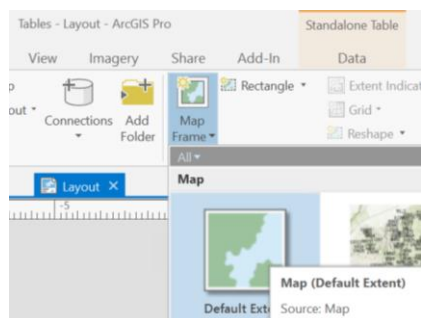 Tables - Layout - ArcGIS Pro
Standalone Table
View Imagery Share Add-In Data
Connections
Add Folder
Map Frame
Rectangle
Extent Indicat
Grid
Reshape
All
Layout
-5
Map
Map (Default Extent)
Default Ext
Source: Map